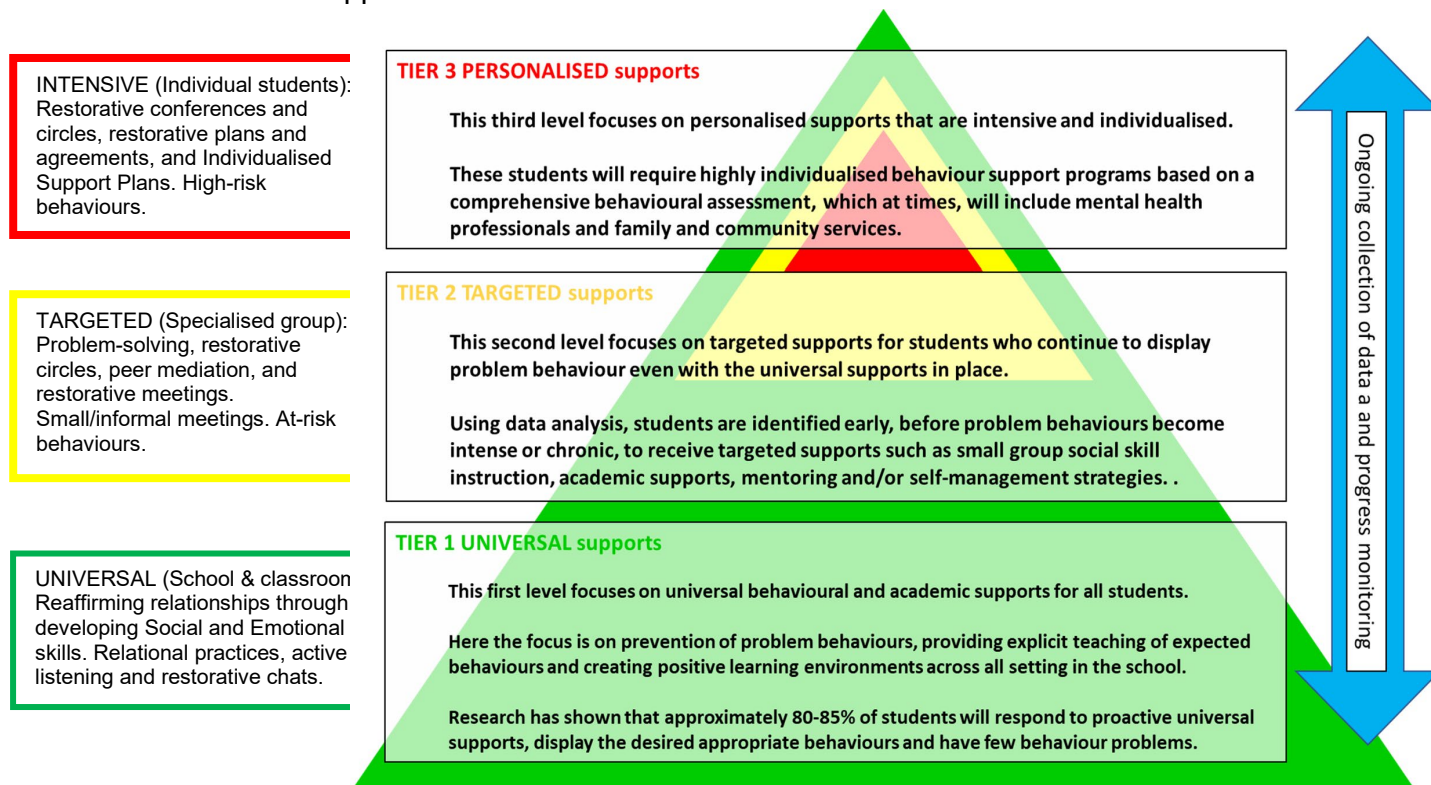 INTENSIVE (Individual students):
Restorative conferences and
circles, restorative plans and
agreements, and Individualised
Support Plans. High-risk
behaviours.
TIER 3 PERSONALISED supports
This third level focuses on personalised supports that are intensive and individualised.
These students will require highly individualised behaviour support programs based on a
comprehensive behavioural assessment, which at times, will include mental health
professionals and family and community services.
TARGETED (Specialised group):
Problem-solving, restorative
circles, peer mediation, and
restorative meetings.
Small/informal meetings. At-risk
behaviours.
TIER 2 TARGETED supports
This second level focuses on targeted supports for students who continue to display
problem behaviour even with the universal supports in place.
Using data analysis, students are identified early, before problem behaviours become
intense or chronic, to receive targeted supports such as small group social skill
instruction, academic supports, mentoring and/or self-management strategies. .
UNIVERSAL (School & classroom
Reaffirming relationships through
developing Social and Emotional
skills. Relational practices, active
listening and restorative chats.
TIER 1 UNIVERSAL supports
This first level focuses on universal behavioural and academic supports for all students.
Here the focus is on prevention of problem behaviours, providing explicit teaching of expected
behaviours and creating positive learning environments across all setting in the school.
Research has shown that approximately 80-85% of students will respond to proactive universal
supports, display the desired appropriate behaviours and have few behaviour problems.
Ongoing collection of data a and progress monitoring